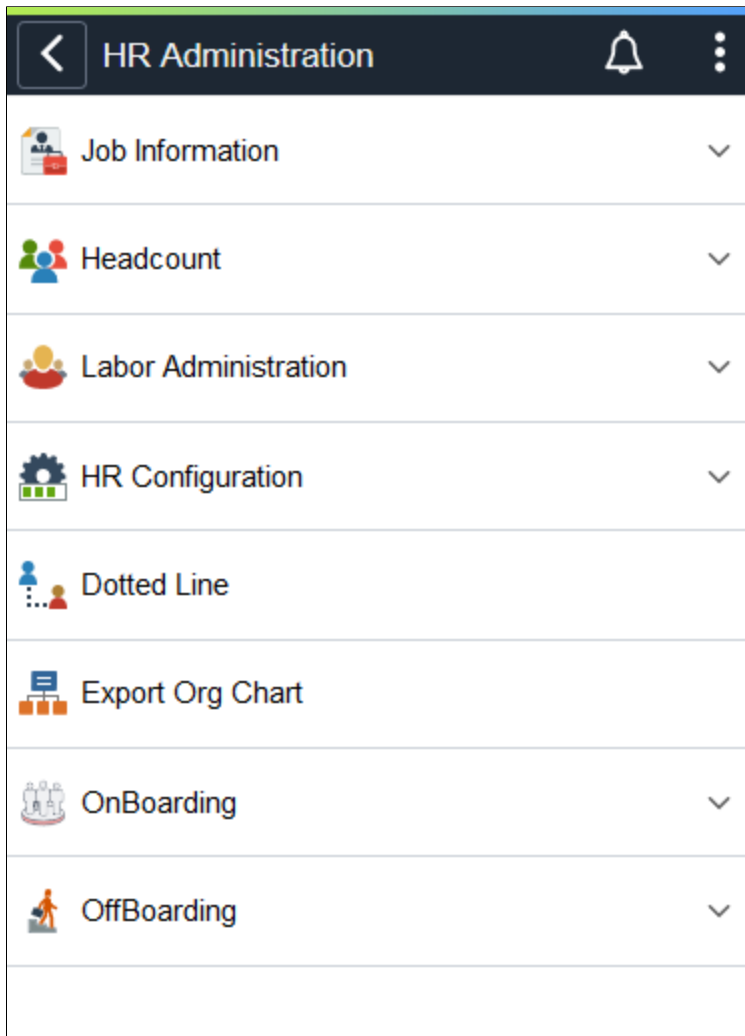 HR Administration
Job Information
Headcount
Labor Administration
HR Configuration
Dotted Line
Export Org Chart
OnBoarding
OffBoarding